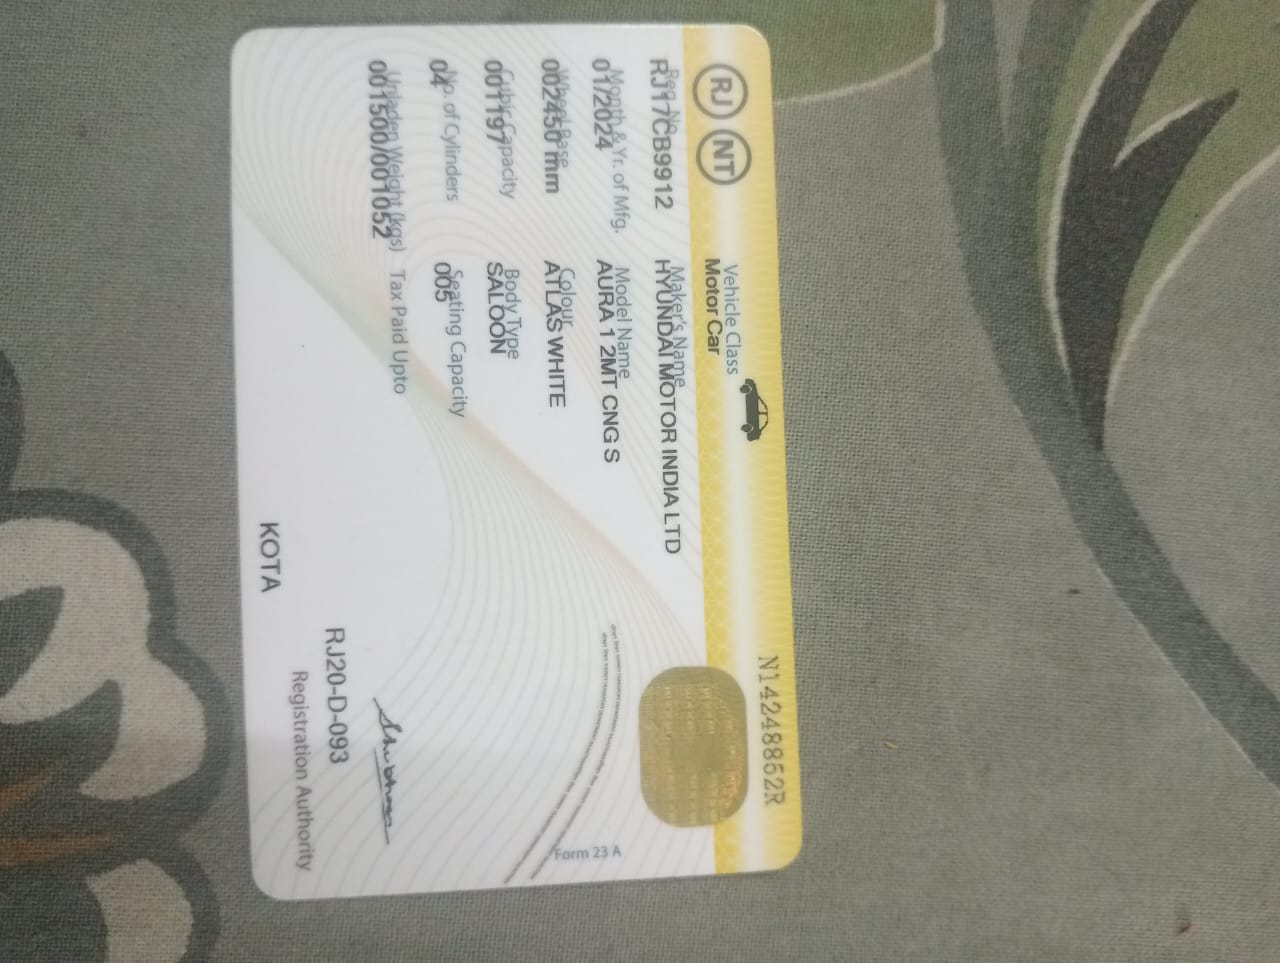 RJ NT
Vehicle Class
Motor Car
N14248852R
Reg. No.
RJ17CB9912
Maker's Name
HYUNDAI MOTOR INDIA LTD
Month & Yr. of Mfg.
01/2024
Model Name
AURA 1 2MT CNG S
Wheel Base
002450 mm
Colour
ATLAS WHITE
Cubic Capacity
001197
Body Type
SALOON
No. of Cylinders
04
Seating Capacity
005
Unladen Weight (kgs)
001500/001052
Tax Paid Upto
Form 23 A
RJ20-D-093
Registration Authority
KOTA